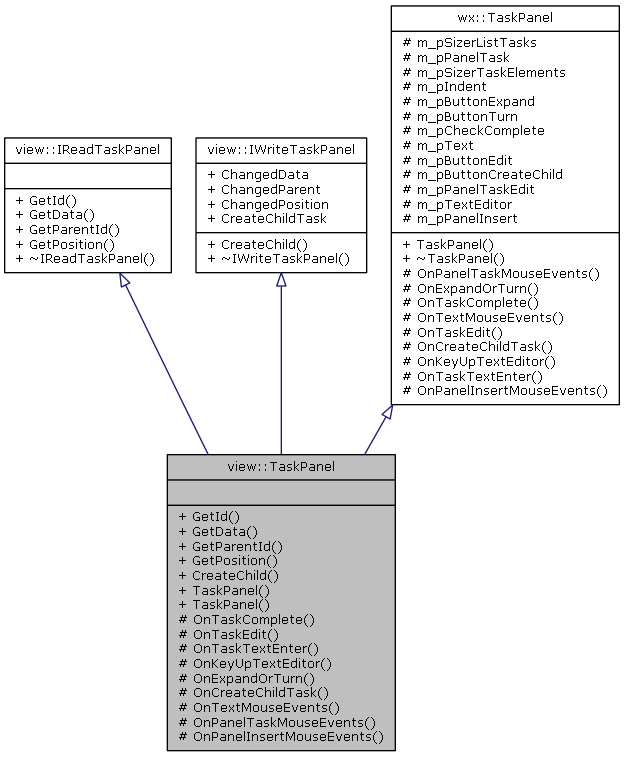 wx::TaskPanel
# m_pSizerListTasks
# m_pPanelTask
# m_pSizerTaskElements
# m_pIndent
# m_pButtonExpand
# m_pButtonTurn
# m_pCheckComplete
# m_pText
# m_pButtonEdit
# m_pButtonCreateChild
# m_pPanelTaskEdit
# m_pTextEditor
# m_pPanelInsert
+ TaskPanel()
+ ~TaskPanel()
# OnPanelTaskMouseEvents()
# OnExpandOrTurn()
# OnTaskComplete()
# OnTextMouseEvents()
# OnTaskEdit()
# OnCreateChildTask()
# OnKeyUpTextEditor()
# OnTaskTextEnter()
# OnPanelInsertMouseEvents()
view::IReadTaskPanel
+ GetId()
+ GetData()
+ GetParentId()
+ GetPosition()
+ ~IReadTaskPanel()
view::IWriteTaskPanel
+ ChangedData
+ ChangedParent
+ ChangedPosition
+ CreateChildTask
+ CreateChild()
+ ~IWriteTaskPanel()
view::TaskPanel
+ GetId()
+ GetData()
+ GetParentId()
+ GetPosition()
+ CreateChild()
+ TaskPanel()
+ TaskPanel()
# OnTaskComplete()
# OnTaskEdit()
# OnTaskTextEnter()
# OnKeyUpTextEditor()
# OnExpandOrTurn()
# OnCreateChildTask()
# OnTextMouseEvents()
# OnPanelTaskMouseEvents()
# OnPanelInsertMouseEvents()